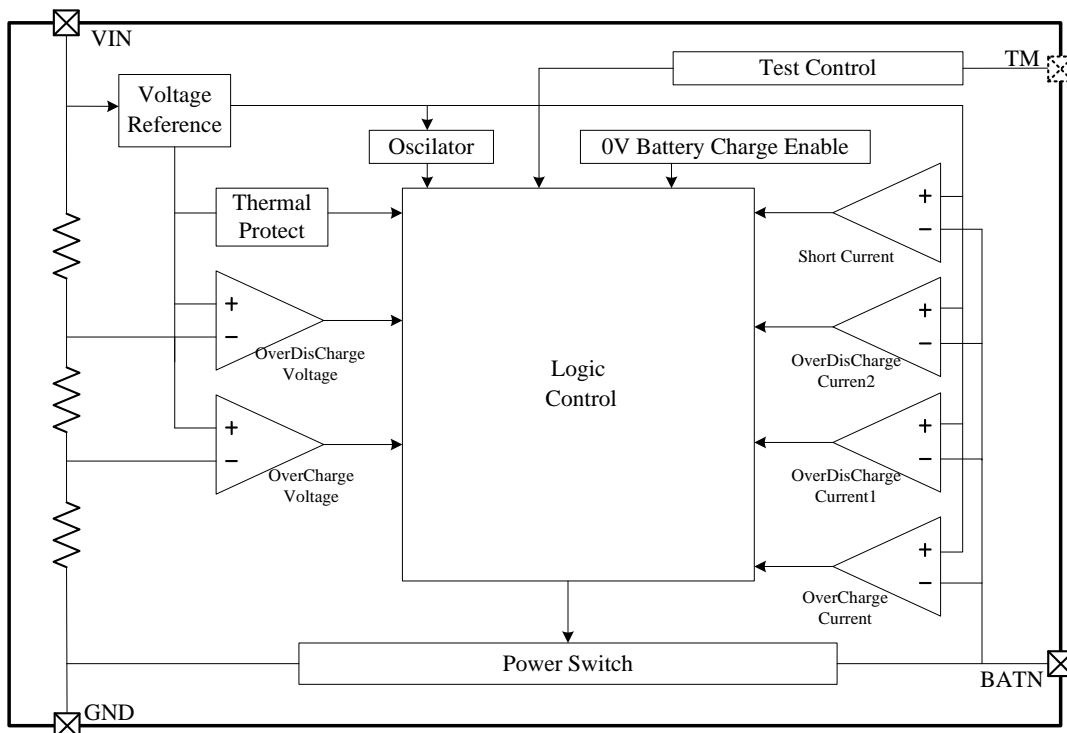 VIN
TM
Test Control
Voltage
Reference
Oscilator
0V Battery Charge Enable
Thermal
Protect
+
−
Short Current
+
−
OverDisCharge
Voltage
+
−
OverDisCharge
Curren2
Logic
Control
+
−
OverCharge
Voltage
+
−
OverDisCharge
Current1
+
−
OverCharge
Current
Power Switch
BATN
GND